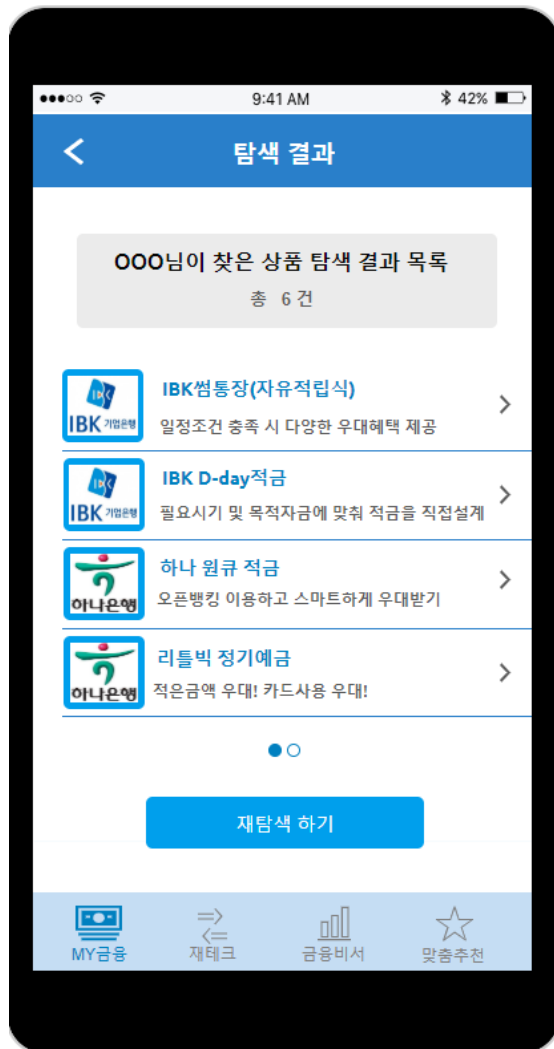 9:41 AM
42%
탐색 결과
OOO님이 찾은 상품 탐색 결과 목록
총 6 건
IBK 기업은행
IBK썸통장(자유적립식)
일정조건 충족 시 다양한 우대혜택 제공
IBK 기업은행
IBK D-day적금
필요시기 및 목적자금에 맞춰 적금을 직접설계
하나은행
하나 원큐 적금
오픈뱅킹 이용하고 스마트하게 우대받기
하나은행
리틀빅 정기예금
적은금액 우대! 카드사용 우대!
재탐색 하기
MY금융 재테크 금융비서 맞춤추천